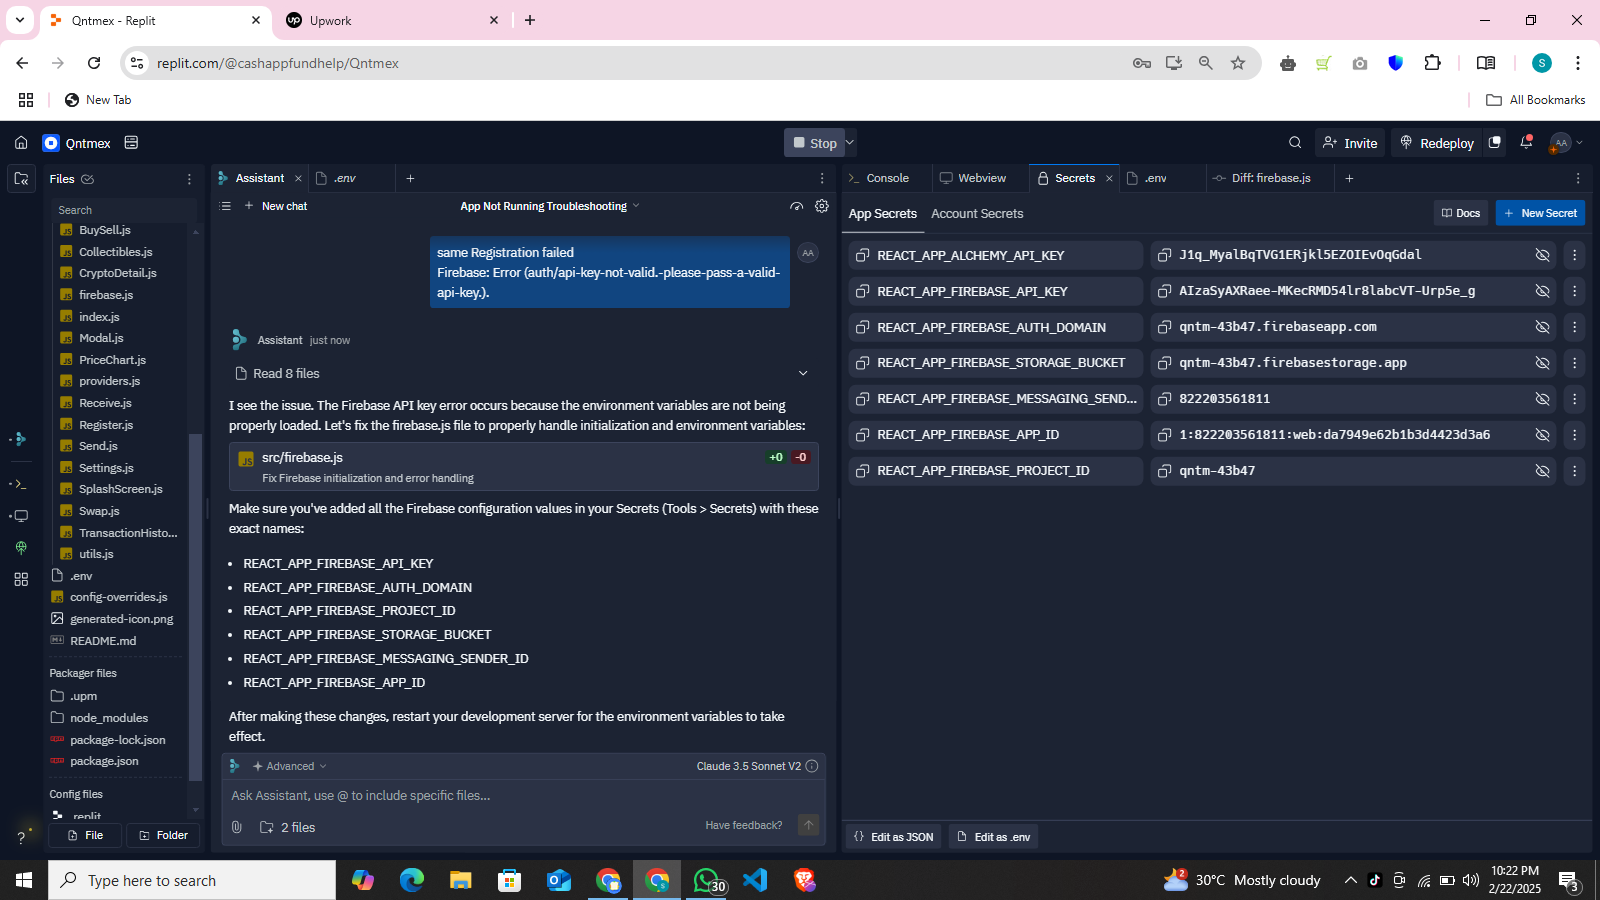 Qntmex - Replit
Upwork
replit.com/@cashappfundhelp/Qntmex
New Tab
All Bookmarks
Qntmex
Stop
Invite
Redeploy
AA
Files
Search
BuySell.js
Collectibles.js
CryptoDetail.js
firebase.js
index.js
Modal.js
PriceChart.js
providers.js
Receive.js
Register.js
Send.js
Settings.js
SplashScreen.js
Swap.js
TransactionHisto...
utils.js
.env
config-overrides.js
generated-icon.png
README.md
Packager files
.upm
node_modules
package-lock.json
package.json
Config files
.replit
File
Folder
Assistant
.env
New chat
App Not Running Troubleshooting
same Registration failed
Firebase: Error (auth/api-key-not-valid.-please-pass-a-valid-
api-key.).
AA
Assistant just now
Read 8 files
I see the issue. The Firebase API key error occurs because the environment variables are not being
properly loaded. Let's fix the firebase.js file to properly handle initialization and environment variables:
src/firebase.js
+0 -0
Fix Firebase initialization and error handling
Make sure you've added all the Firebase configuration values in your Secrets (Tools > Secrets) with these
exact names:
• REACT_APP_FIREBASE_API_KEY
• REACT_APP_FIREBASE_AUTH_DOMAIN
• REACT_APP_FIREBASE_PROJECT_ID
• REACT_APP_FIREBASE_STORAGE_BUCKET
• REACT_APP_FIREBASE_MESSAGING_SENDER_ID
• REACT_APP_FIREBASE_APP_ID
After making these changes, restart your development server for the environment variables to take
effect.
Advanced
Claude 3.5 Sonnet V2
Ask Assistant, use @ to include specific files...
2 files
Have feedback?
Console
Webview
Secrets
.env
Diff: firebase.js
App Secrets
Account Secrets
Docs
New Secret
REACT_APP_ALCHEMY_API_KEY
J1q_MyalBqTVG1ERjkl5EZOIEvOqGdal
REACT_APP_FIREBASE_API_KEY
AIzaSyAXRaee-MKecRMD54lr8labcVT-Urp5e_g
REACT_APP_FIREBASE_AUTH_DOMAIN
qntm-43b47.firebaseapp.com
REACT_APP_FIREBASE_STORAGE_BUCKET
qntm-43b47.firebasestorage.app
REACT_APP_FIREBASE_MESSAGING_SEND...
822203561811
REACT_APP_FIREBASE_APP_ID
1:822203561811:web:da7949e62b1b3d4423d3a6
REACT_APP_FIREBASE_PROJECT_ID
qntm-43b47
Edit as JSON
Edit as .env
Type here to search
30
2
30°C Mostly cloudy
10:22 PM
2/22/2025
3